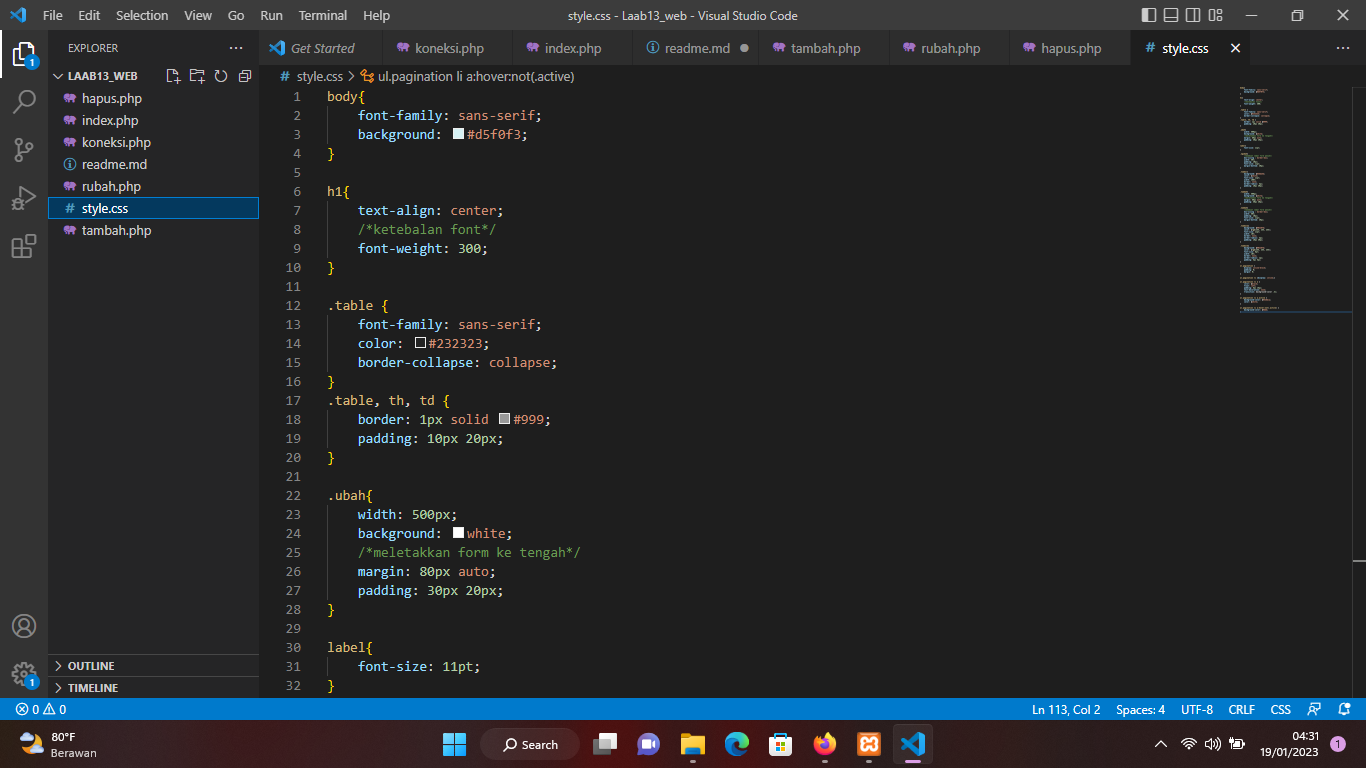 File Edit Selection View Go Run Terminal Help style.css - Laab13_web - Visual Studio Code
EXPLORER
Get Started koneksi.php index.php readme.md tambah.php rubah.php hapus.php # style.css
LAAB13_WEB
hapus.php
index.php
koneksi.php
readme.md
rubah.php
# style.css
tambah.php
OUTLINE
TIMELINE
1
1
# style.css > ul.pagination li a:hover:not(.active)
1 body{
2 font-family: sans-serif;
3 background: #d5f0f3;
4 }
5
6 h1{
7 text-align: center;
8 /*ketebalan font*/
9 font-weight: 300;
10 }
11
12 .table {
13 font-family: sans-serif;
14 color: #232323;
15 border-collapse: collapse;
16 }
17 .table, th, td {
18 border: 1px solid #999;
19 padding: 10px 20px;
20 }
21
22 .ubah{
23 width: 500px;
24 background: white;
25 /*meletakkan form ke tengah*/
26 margin: 80px auto;
27 padding: 30px 20px;
28 }
29
30 label{
31 font-size: 11pt;
32 }
0 0 Ln 113, Col 2 Spaces: 4 UTF-8 CRLF CSS
80°F
Berawan
Search
04:31
19/01/2023
1